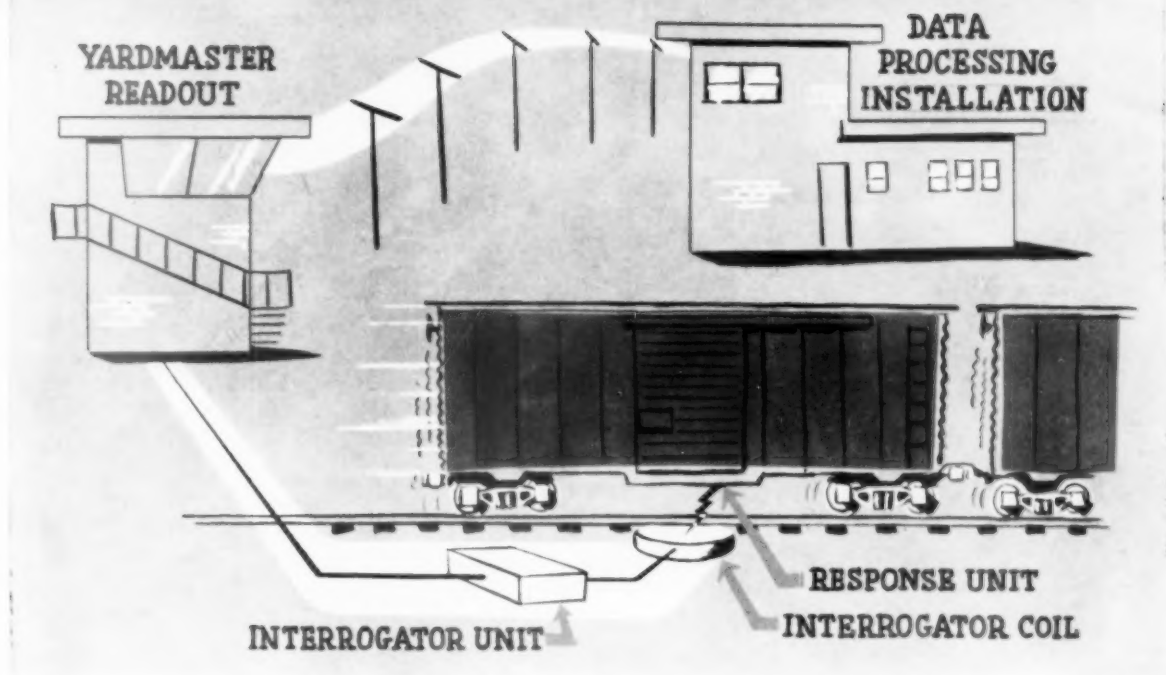 YARDMASTER
READOUT
DATA
PROCESSING
INSTALLATION
RESPONSE UNIT
INTERROGATOR COIL
INTERROGATOR UNIT